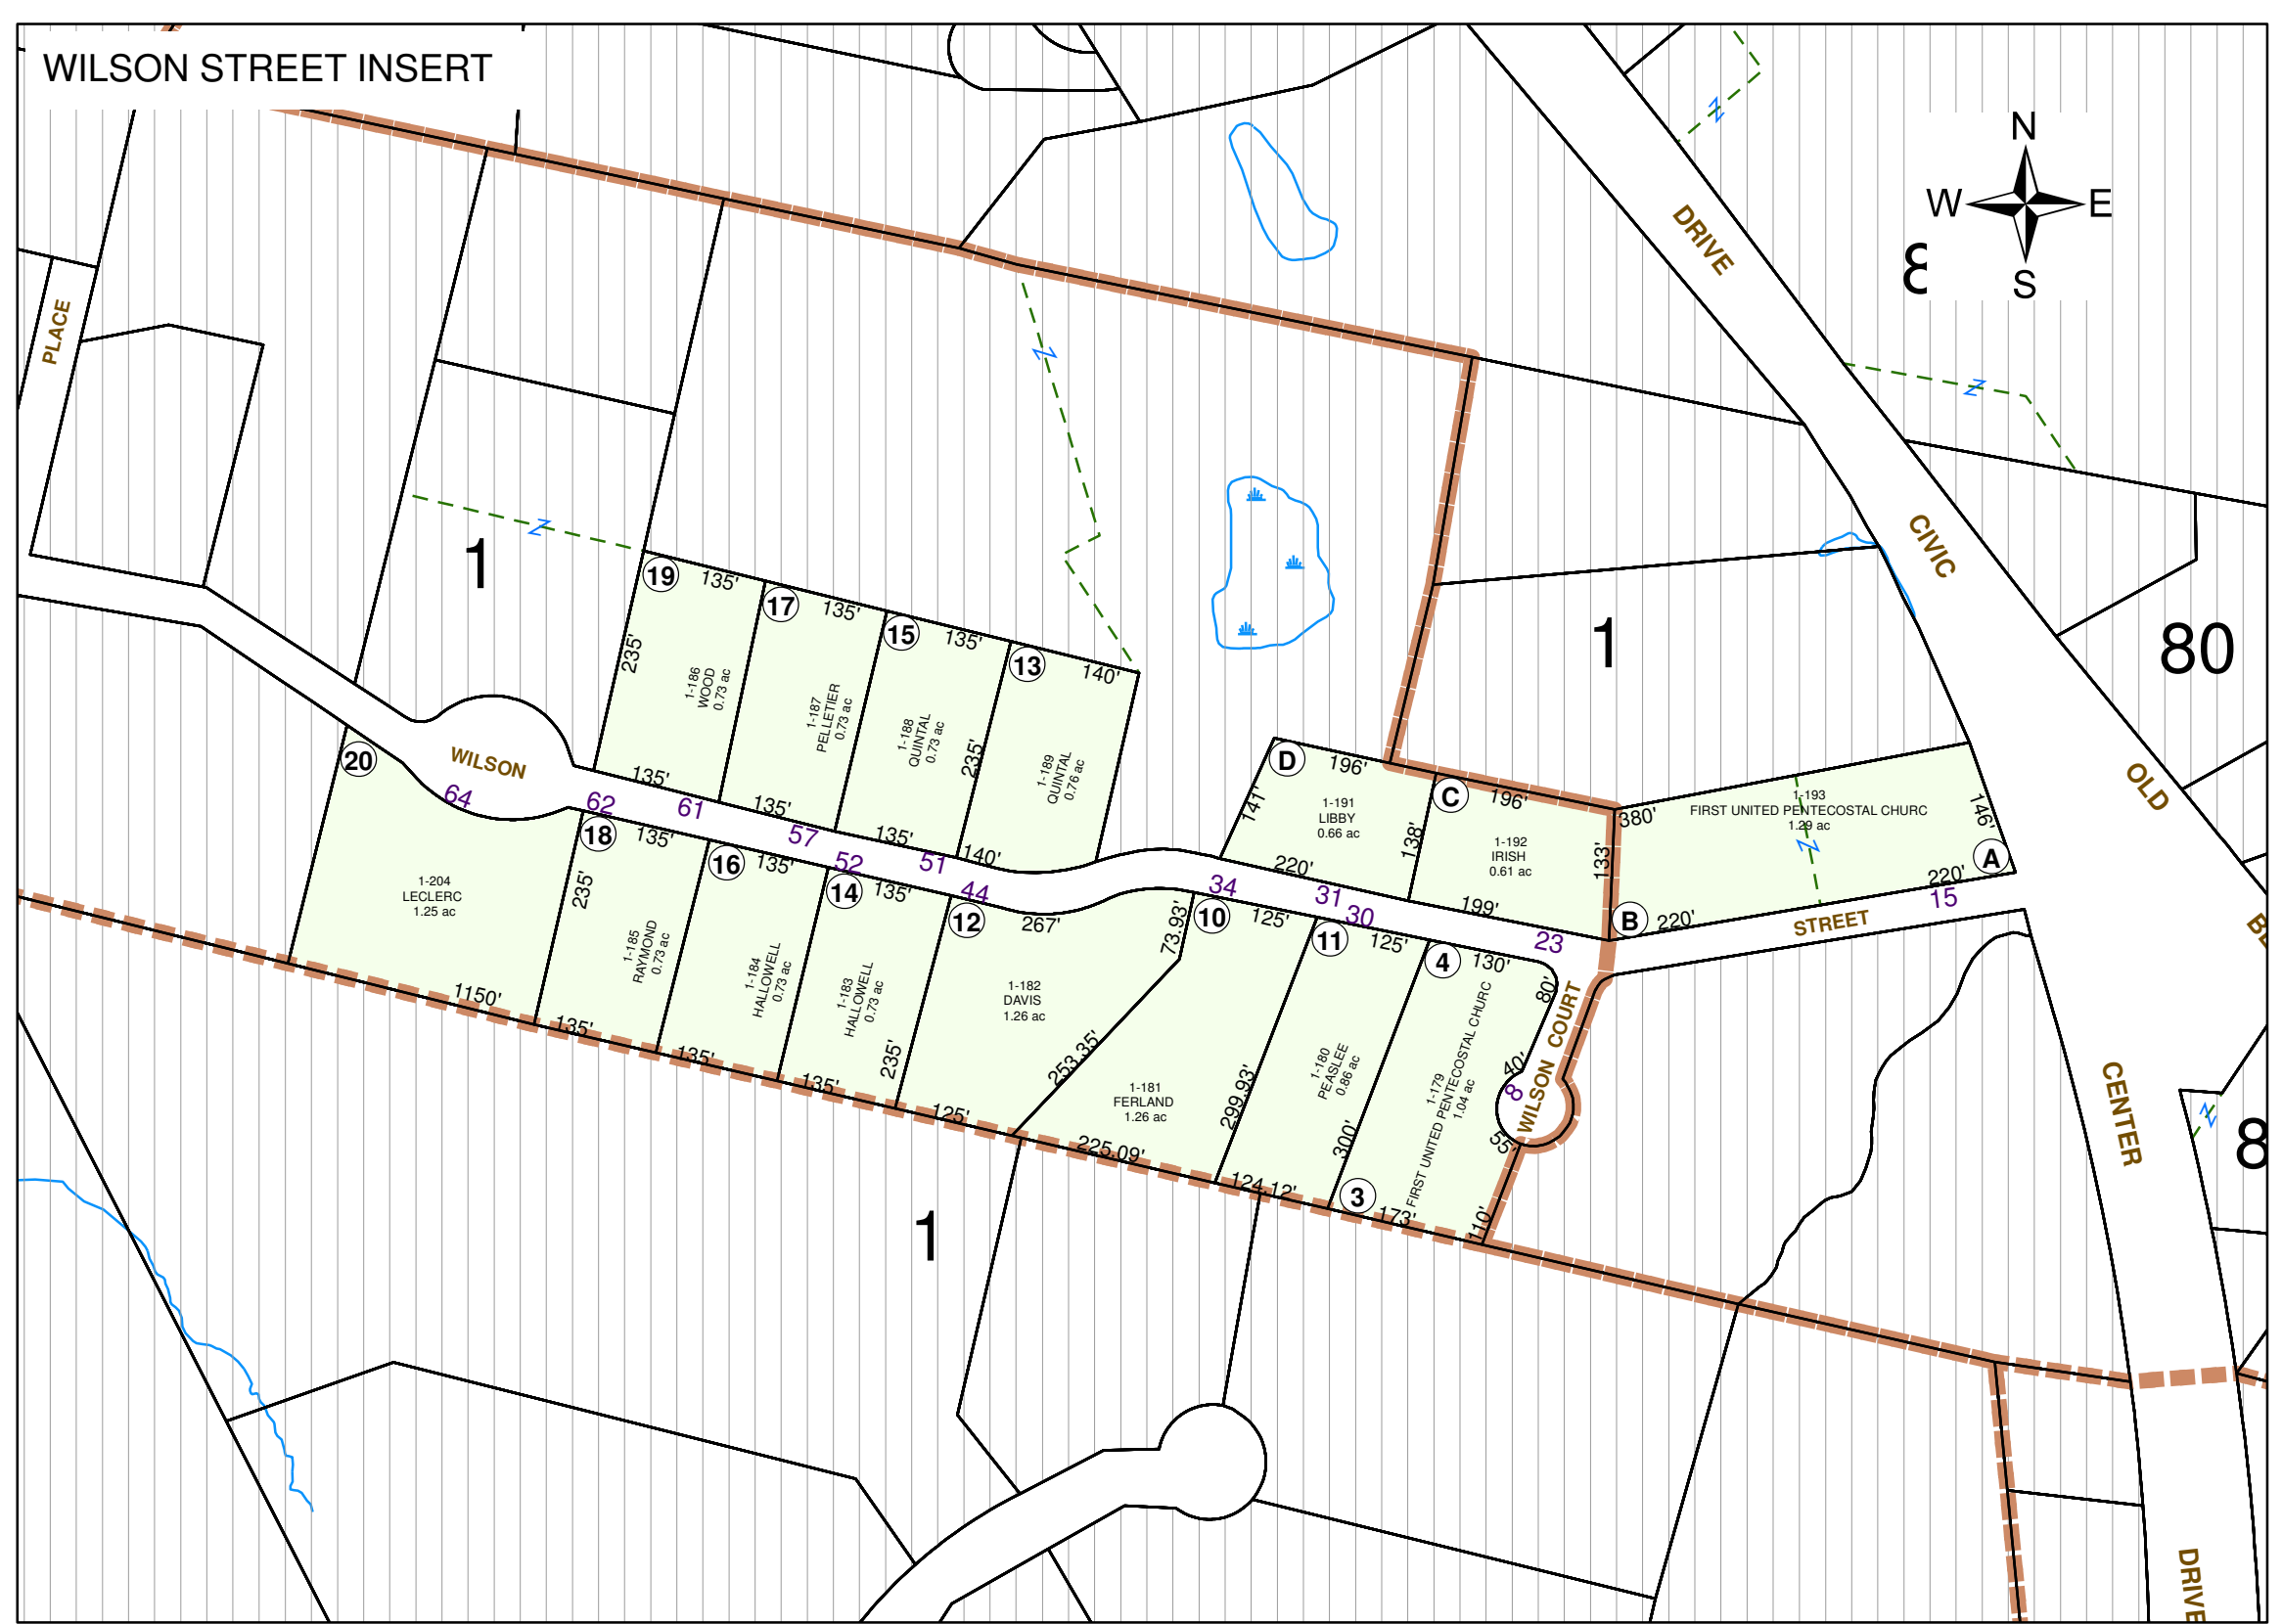 WILSON STREET INSERT
N
W E
S
DRIVE
8
PLACE
CIVIC
1
1
80
19
135'
17
135'
15
135'
13
140'
235'
1-186
WOOD
0.73 ac
1-187
PELLETIER
0.73 ac
1-188
QUINTAL
0.73 ac
235'
1-189
QUINTAL
0.76 ac
20
WILSON
64
62
135'
61
135'
57
135'
51
140'
D
196'
C
196'
141'
1-191
LIBBY
0.66 ac
138'
1-192
IRISH
0.61 ac
133'
380'
1-193
FIRST UNITED PENTECOSTAL CHURC
1.29 ac
146'
A
OLD
220'
199'
B
220'
220'
STREET
15
18
135'
16
135'
52
14
135'
44
12
267'
34
31
30
23
10
125'
11
125'
4
130'
80'
1-204
LECLERC
1.25 ac
235'
1-185
RAYMOND
0.73 ac
1-184
HALLOWELL
0.73 ac
1-183
HALLOWELL
0.73 ac
235'
1-182
DAVIS
1.26 ac
73.93'
253.35'
1-181
FERLAND
1.26 ac
299.93'
1-180
PEASLEE
0.86 ac
300'
1-179
FIRST UNITED PENTECOSTAL CHURC
1.04 ac
40'
8
55'
WILSON COURT
110'
1150'
135'
135'
135'
125'
225.09'
124.12'
3
173'
1
CENTER
8
DRIVE